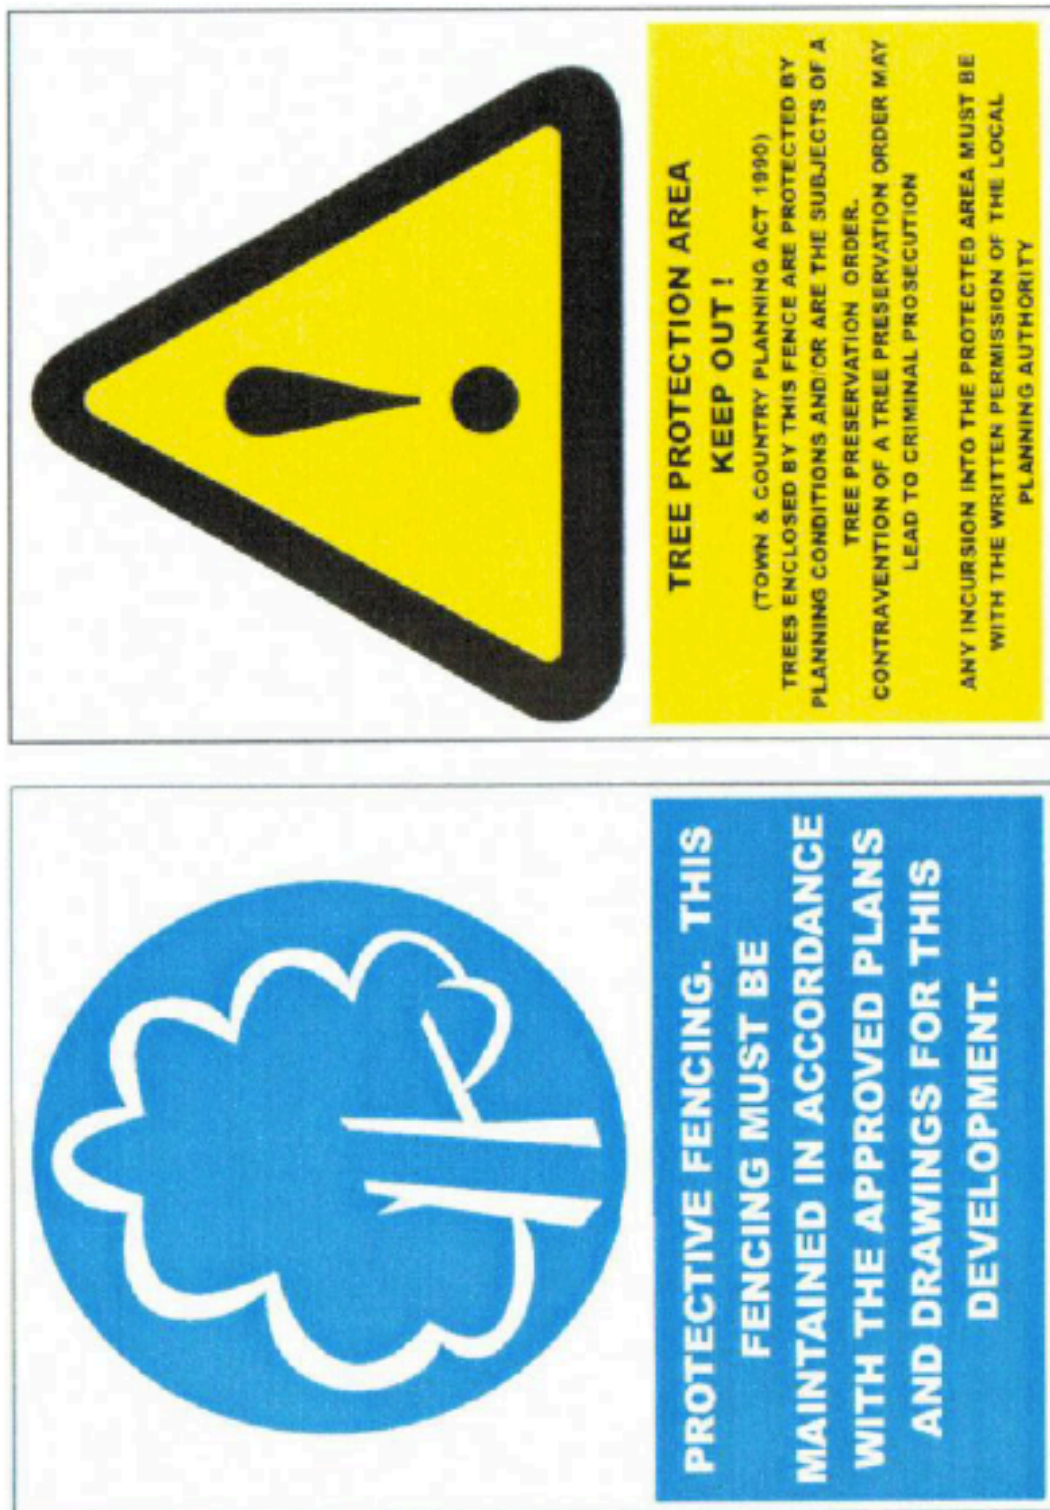 PROTECTIVE FENCING. THIS
FENCING MUST BE
MAINTAINED IN ACCORDANCE
WITH THE APPROVED PLANS
AND DRAWINGS FOR THIS
DEVELOPMENT.
TREE PROTECTION AREA
KEEP OUT !
(TOWN & COUNTRY PLANNING ACT 1990)
TREES ENCLOSED BY THIS FENCE ARE PROTECTED BY
PLANNING CONDITIONS AND/OR ARE THE SUBJECTS OF A
TREE PRESERVATION ORDER.
CONTRAVENTION OF A TREE PRESERVATION ORDER MAY
LEAD TO CRIMINAL PROSECUTION
ANY INCURSION INTO THE PROTECTED AREA MUST BE
WITH THE WRITTEN PERMISSION OF THE LOCAL
PLANNING AUTHORITY